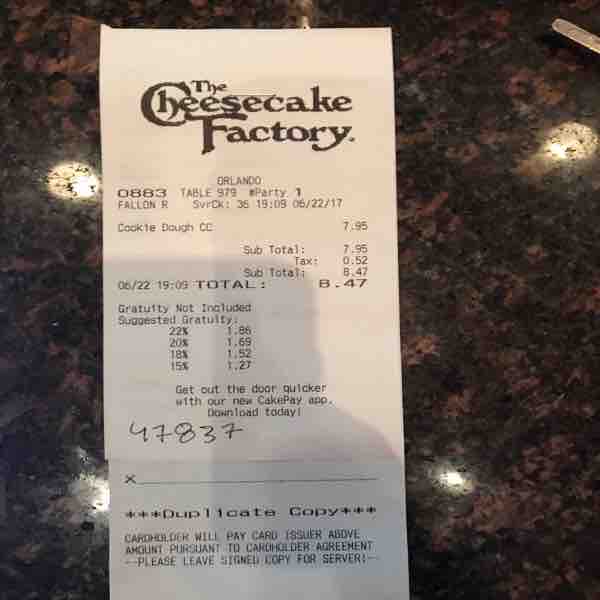 The
Cheesecake
Factory.
ORLANDO
0883 TABLE 979 #Party 1
FALLON R SvrCk: 36 19:09 06/22/17
Cookie Dough CC 7.95
Sub Total: 7.95
Tax: 0.52
Sub Total: 8.47
06/22 19:09 TOTAL: 8.47
Gratuity Not Included
Suggested Gratuity:
22% 1.86
20% 1.69
18% 1.52
15% 1.27
Get out the door quicker
with our new CakePay app.
Download today!
47837
X
***Duplicate Copy***
CARDHOLDER WILL PAY CARD ISSUER ABOVE
AMOUNT PURSUANT TO CARDHOLDER AGREEMENT
--PLEASE LEAVE SIGNED COPY FOR SERVER!--